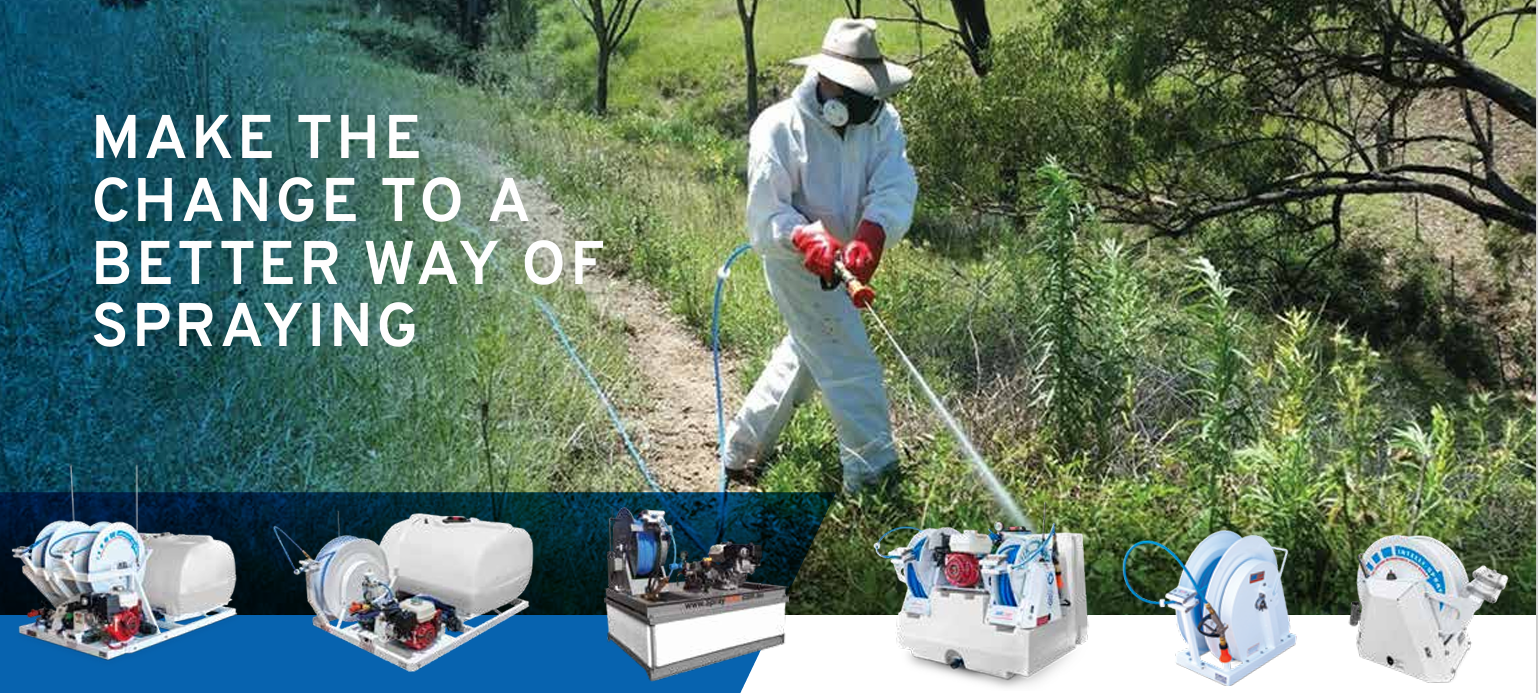 MAKE THE
CHANGE TO A
BETTER WAY OF
SPRAYING